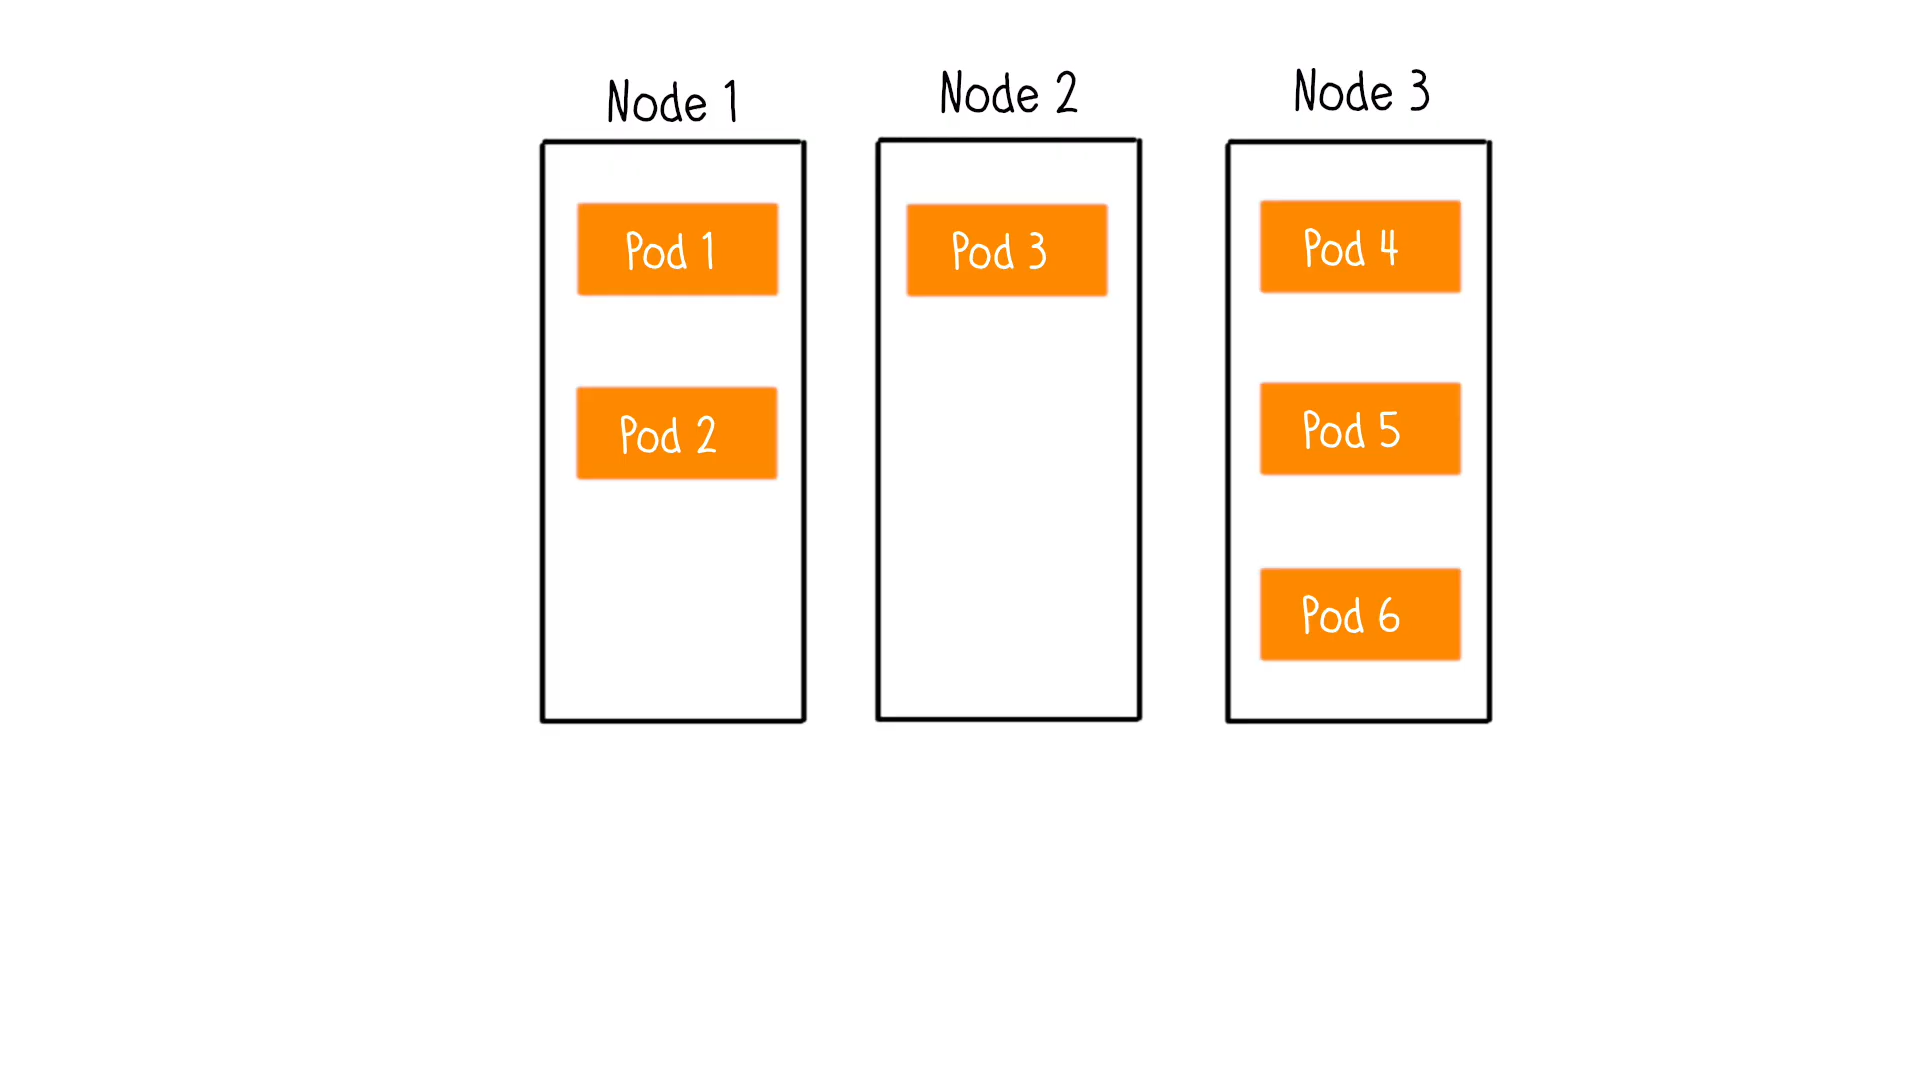 Node 1
Node 2
Node 3
Pod 1
Pod 3
Pod 4
Pod 2
Pod 5
Pod 6